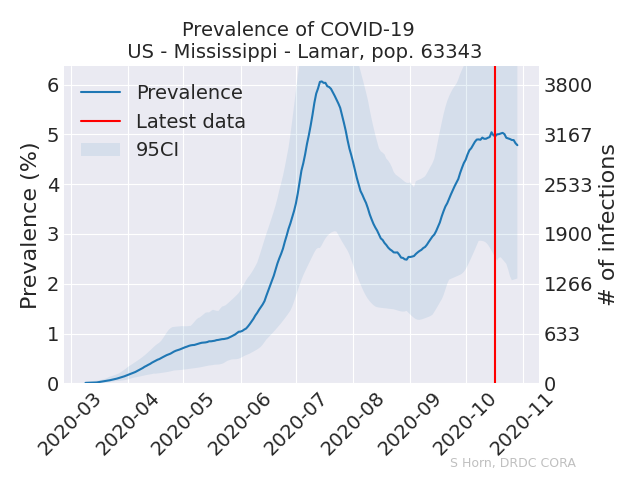 Prevalence of COVID-19
US - Mississippi - Lamar, pop. 63343
Prevalence (%)
6
5
4
3
2
1
0
Prevalence
Latest data
95CI
3800
3167
2533
1900
1266
633
0
# of infections
2020-03
2020-04
2020-05
2020-06
2020-07
2020-08
2020-09
2020-10
2020-11
S Horn, DRDC CORA